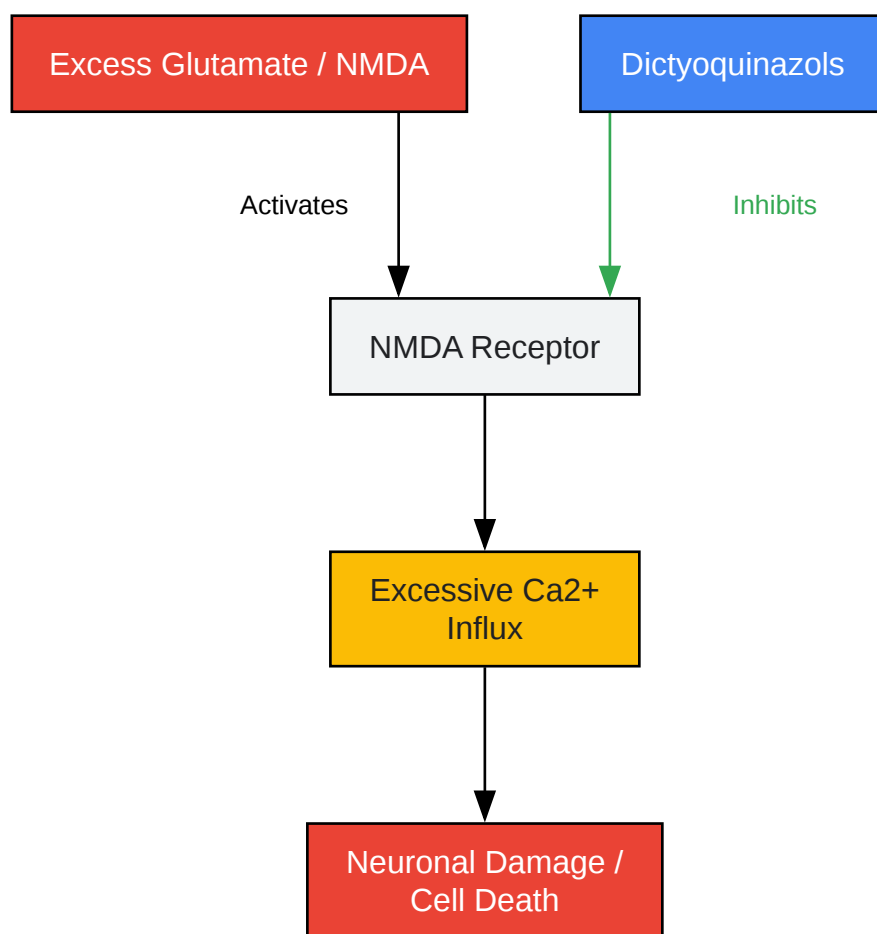 Excess Glutamate / NMDA
Dictyoquinazols
Activates
Inhibits
NMDA Receptor
Excessive Ca2+
Influx
Neuronal Damage /
Cell Death